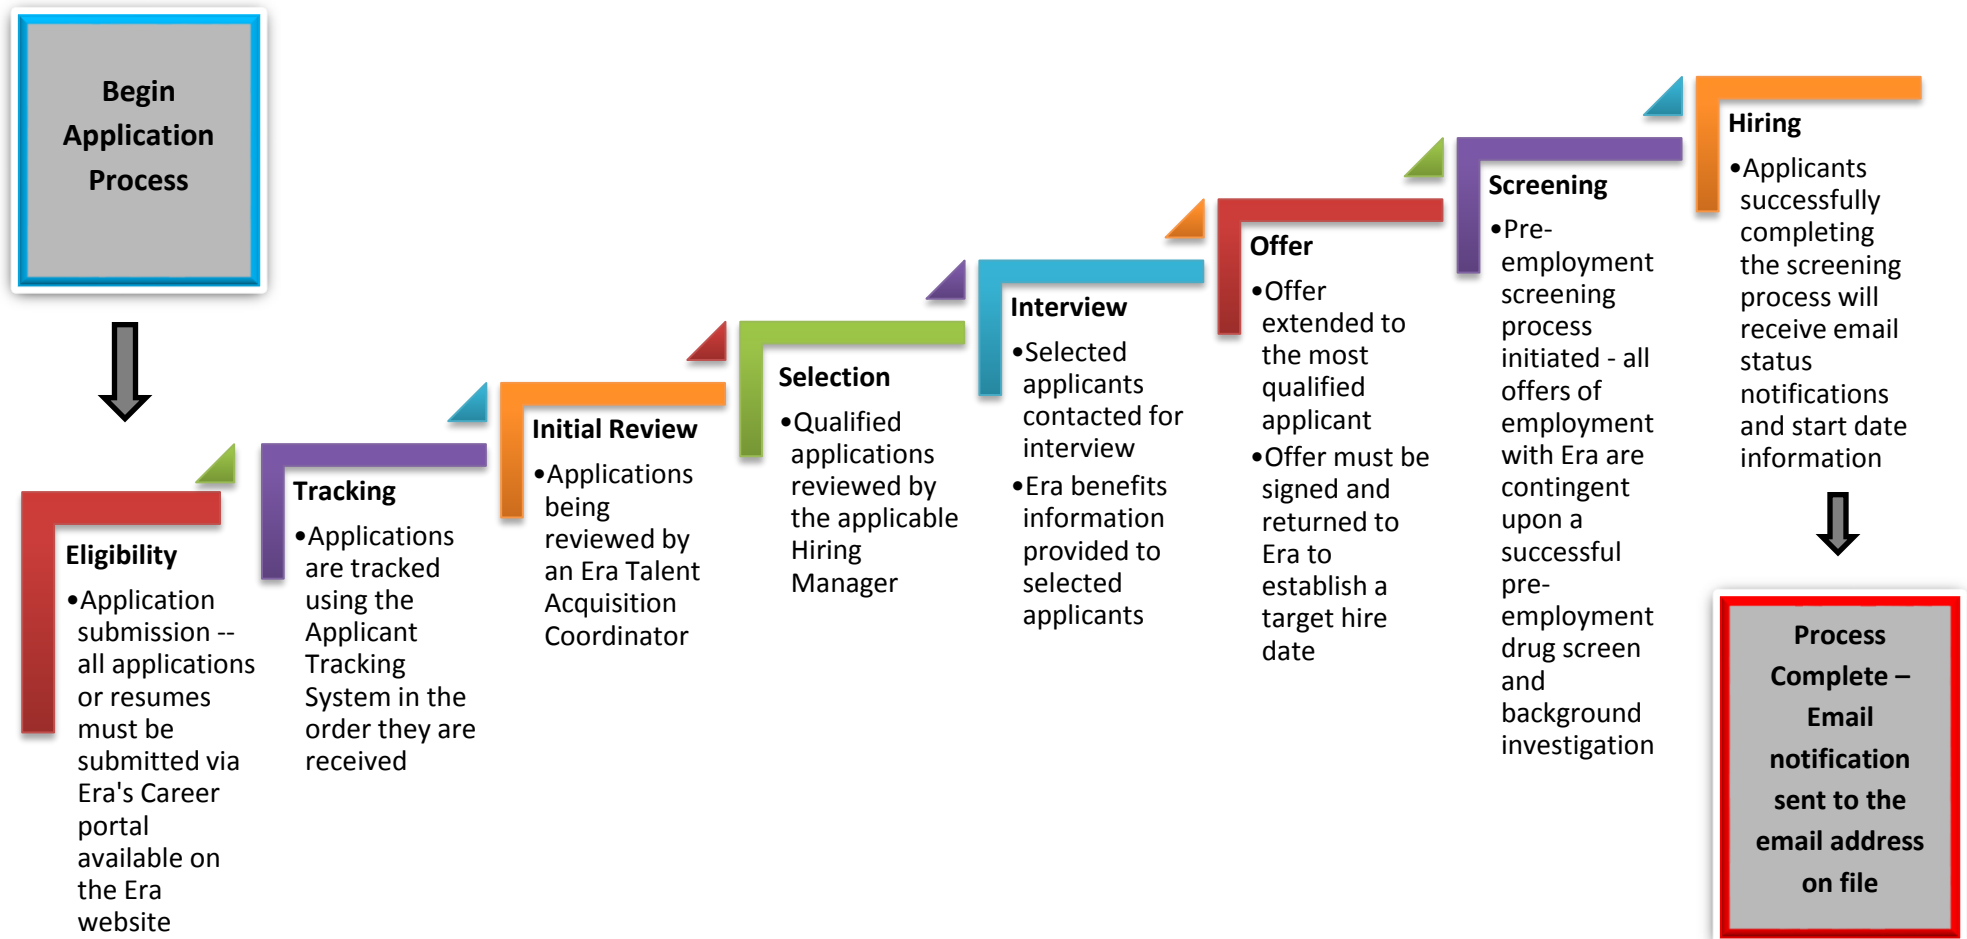 Begin
Application
Process
Eligibility
•Application
submission --
all applications
or resumes
must be
submitted via
Era's Career
portal
available on
the Era
website
Tracking
•Applications
are tracked
using the
Applicant
Tracking
System in the
order they are
received
Initial Review
•Applications
being
reviewed by
an Era Talent
Acquisition
Coordinator
Selection
•Qualified
applications
reviewed by
the applicable
Hiring
Manager
Interview
•Selected
applicants
contacted for
interview
•Era benefits
information
provided to
selected
applicants
Offer
•Offer
extended to
the most
qualified
applicant
•Offer must be
signed and
returned to
Era to
establish a
target hire
date
Screening
•Pre-
employment
screening
process
initiated - all
offers of
employment
with Era are
contingent
upon a
successful
pre-
employment
drug screen
and
background
investigation
Hiring
•Applicants
successfully
completing
the screening
process will
receive email
status
notifications
and start date
information
Process
Complete –
Email
notification
sent to the
email address
on file